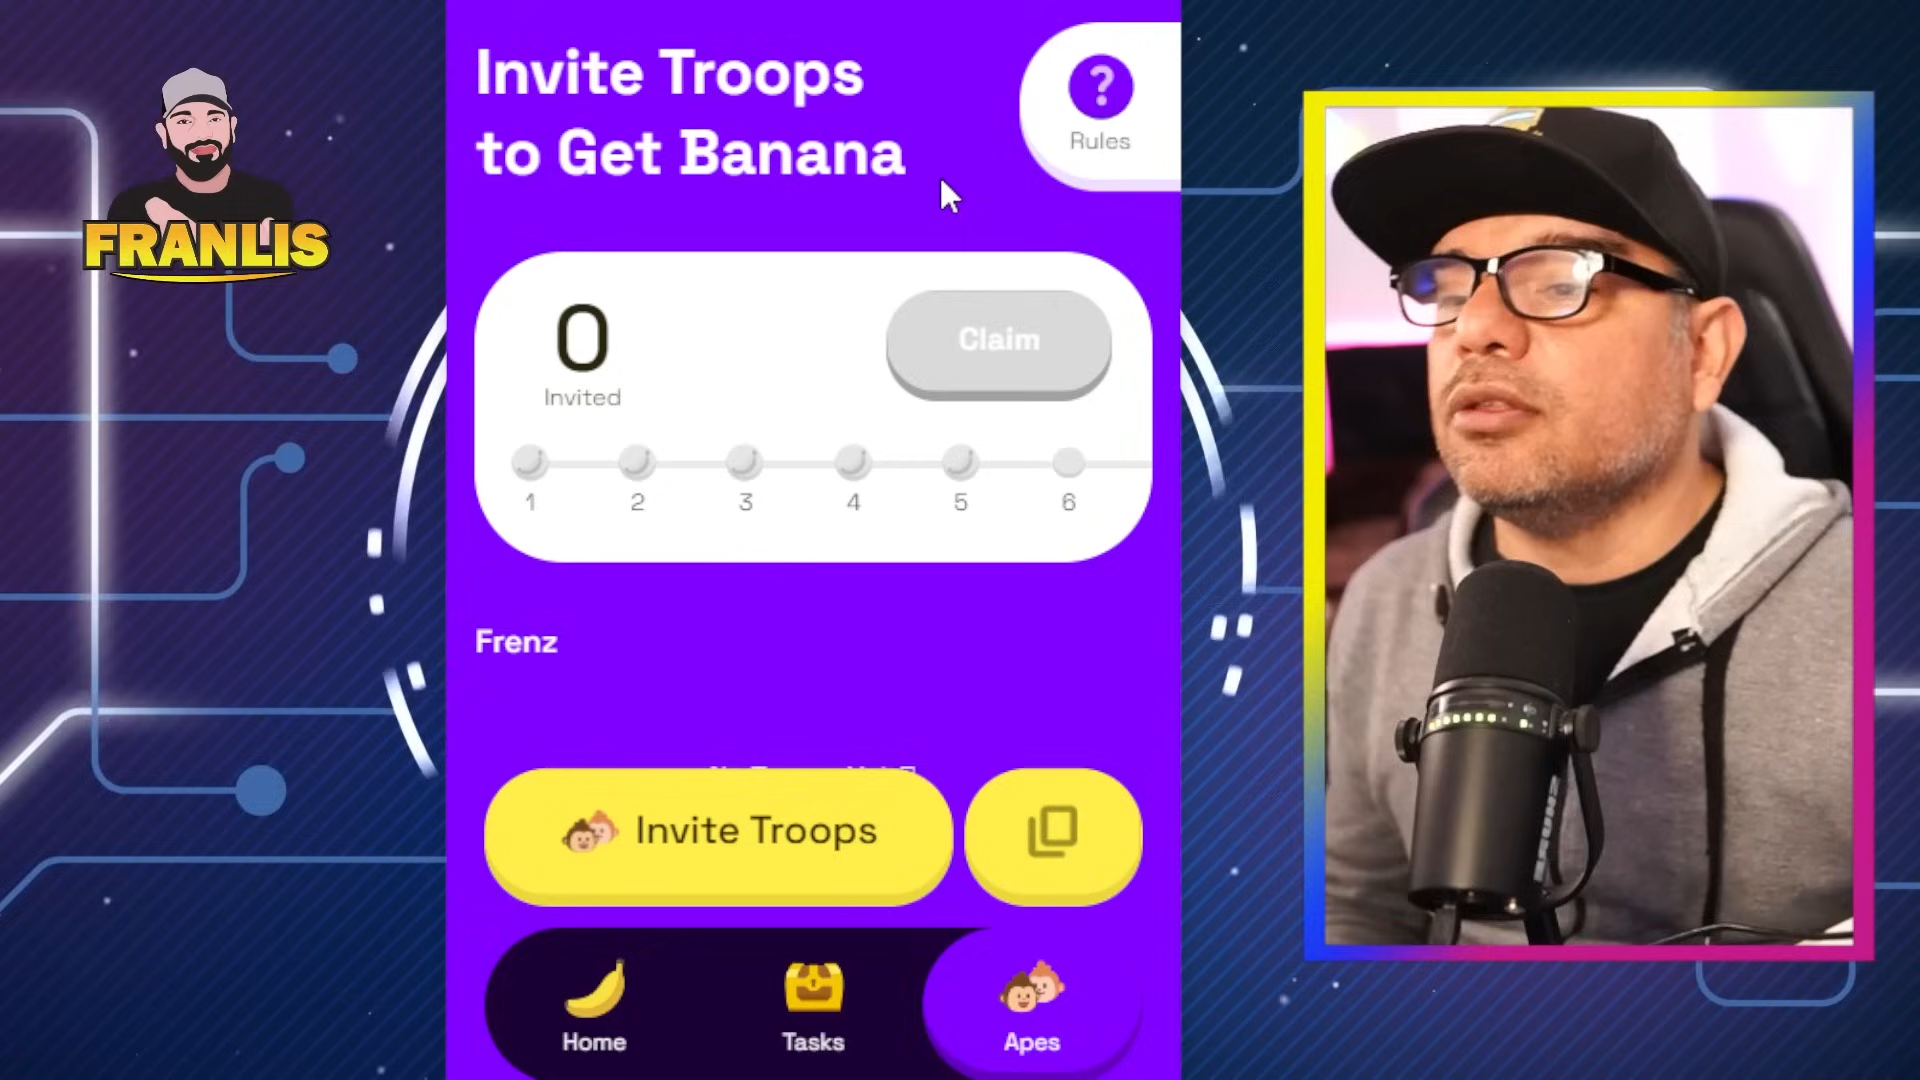 FRANLIS
Invite Troops
to Get Banana
?
Rules
0
Invited
Claim
1 2 3 4 5 6
Frenz
Invite Troops
Home
Tasks
Apes